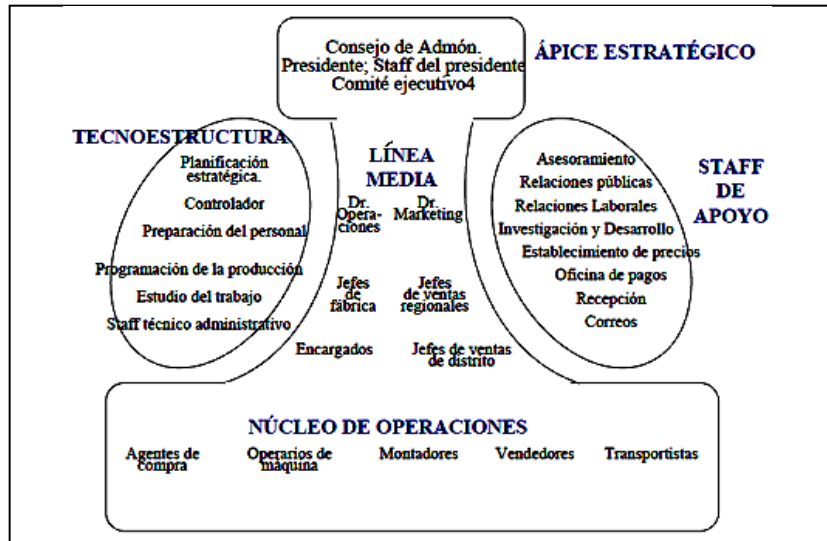 Consejo de Admón.
Presidente; Staff del presidente
Comité ejecutivo4
ÁPICE ESTRATÉGICO
TECNOESTRUCTURA
Planificación
estratégica.
Controlador
Preparación del personal
Programación de la producción
Estudio del trabajo
Staff técnico administrativo
LÍNEA
MEDIA
Dr.
Opera-
ciones
Dr.
Marketing
Jefes
de
fábrica
Jefes
de ventas
regionales
Encargados
Jefes de ventas
de distrito
Asesoramiento
Relaciones públicas
Relaciones Laborales
Investigación y Desarrollo
Establecimiento de precios
Oficina de pagos
Recepción
Correos
STAFF
DE
APOYO
NÚCLEO DE OPERACIONES
Agentes de
compra
Operarios de
máquina
Montadores
Vendedores
Transportistas